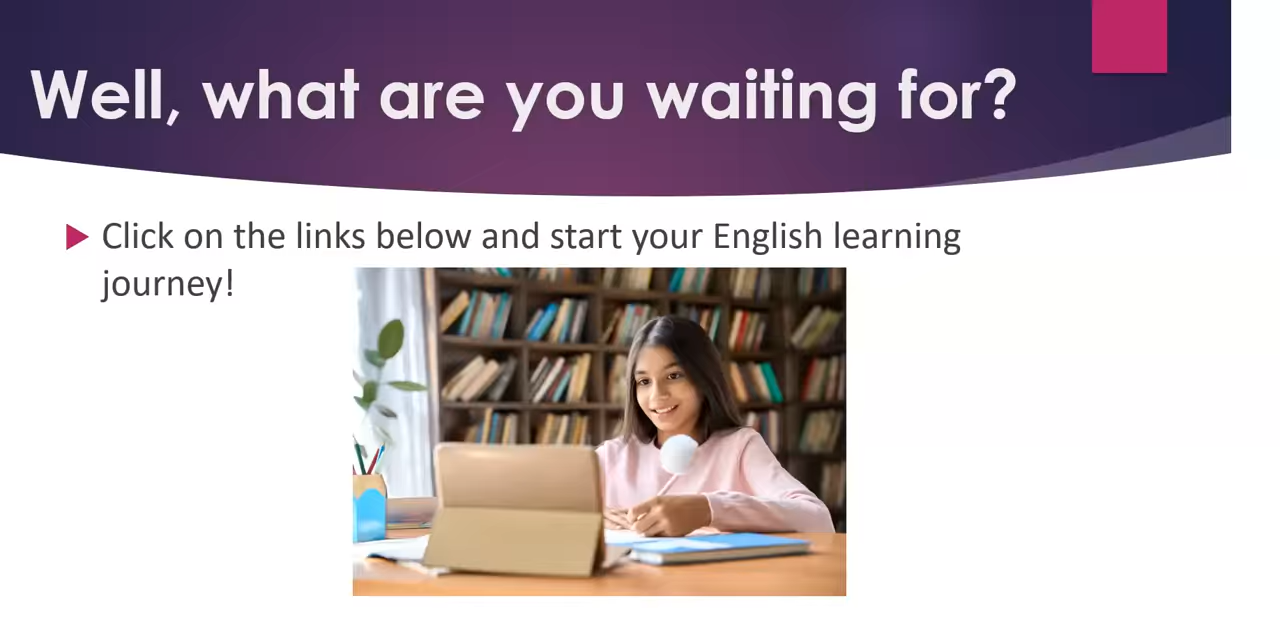 Well, what are you waiting for?
Click on the links below and start your English learning
journey!